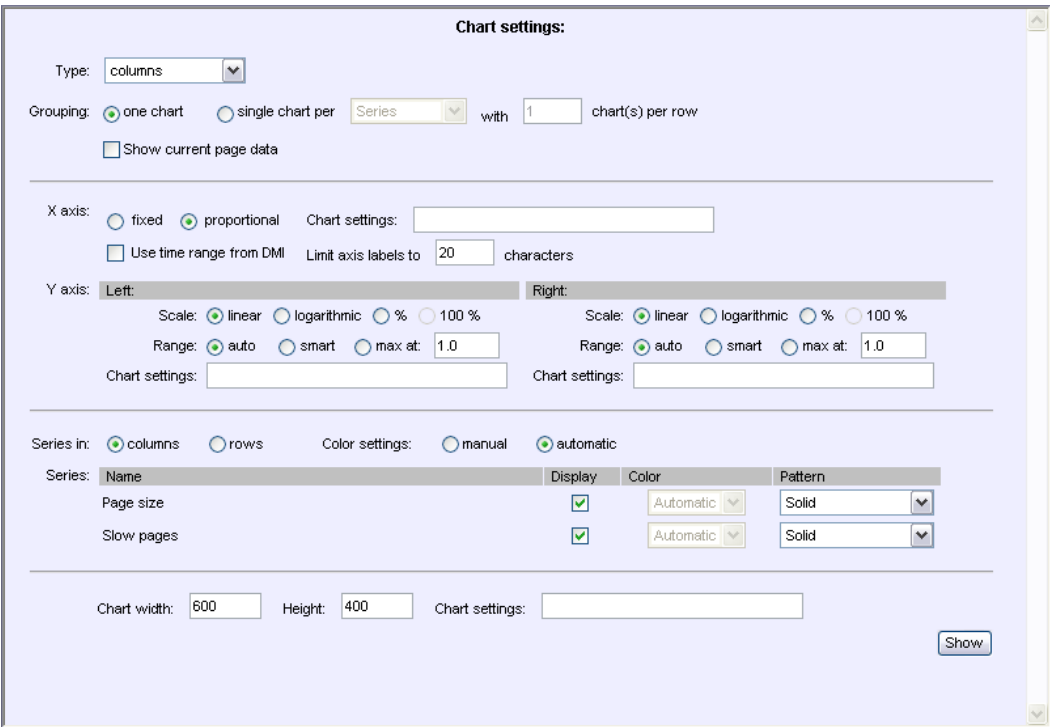 Chart settings:
Type: columns
Grouping: one chart single chart per Series with 1 chart(s) per row
Show current page data
X axis: fixed proportional Chart settings:
Use time range from DMI Limit axis labels to 20 characters
Y axis: Left: Right:
Scale: linear logarithmic % 100 % Scale: linear logarithmic % 100 %
Range: auto smart max at: 1.0 Range: auto smart max at: 1.0
Chart settings: Chart settings:
Series in: columns rows Color settings: manual automatic
Series: Name Display Color Pattern
Page size Automatic Solid
Slow pages Automatic Solid
Chart width: 600 Height: 400 Chart settings:
Show